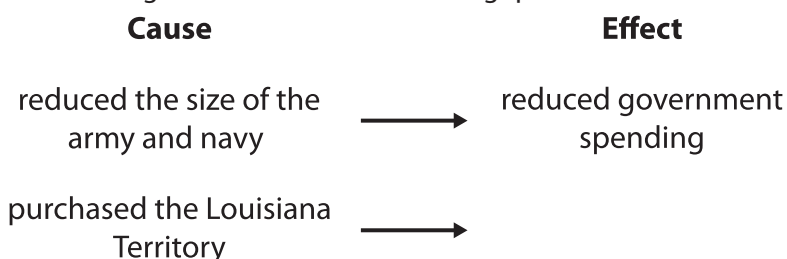 Cause
Effect
reduced the size of the
army and navy
reduced government
spending
purchased the Louisiana
Territory